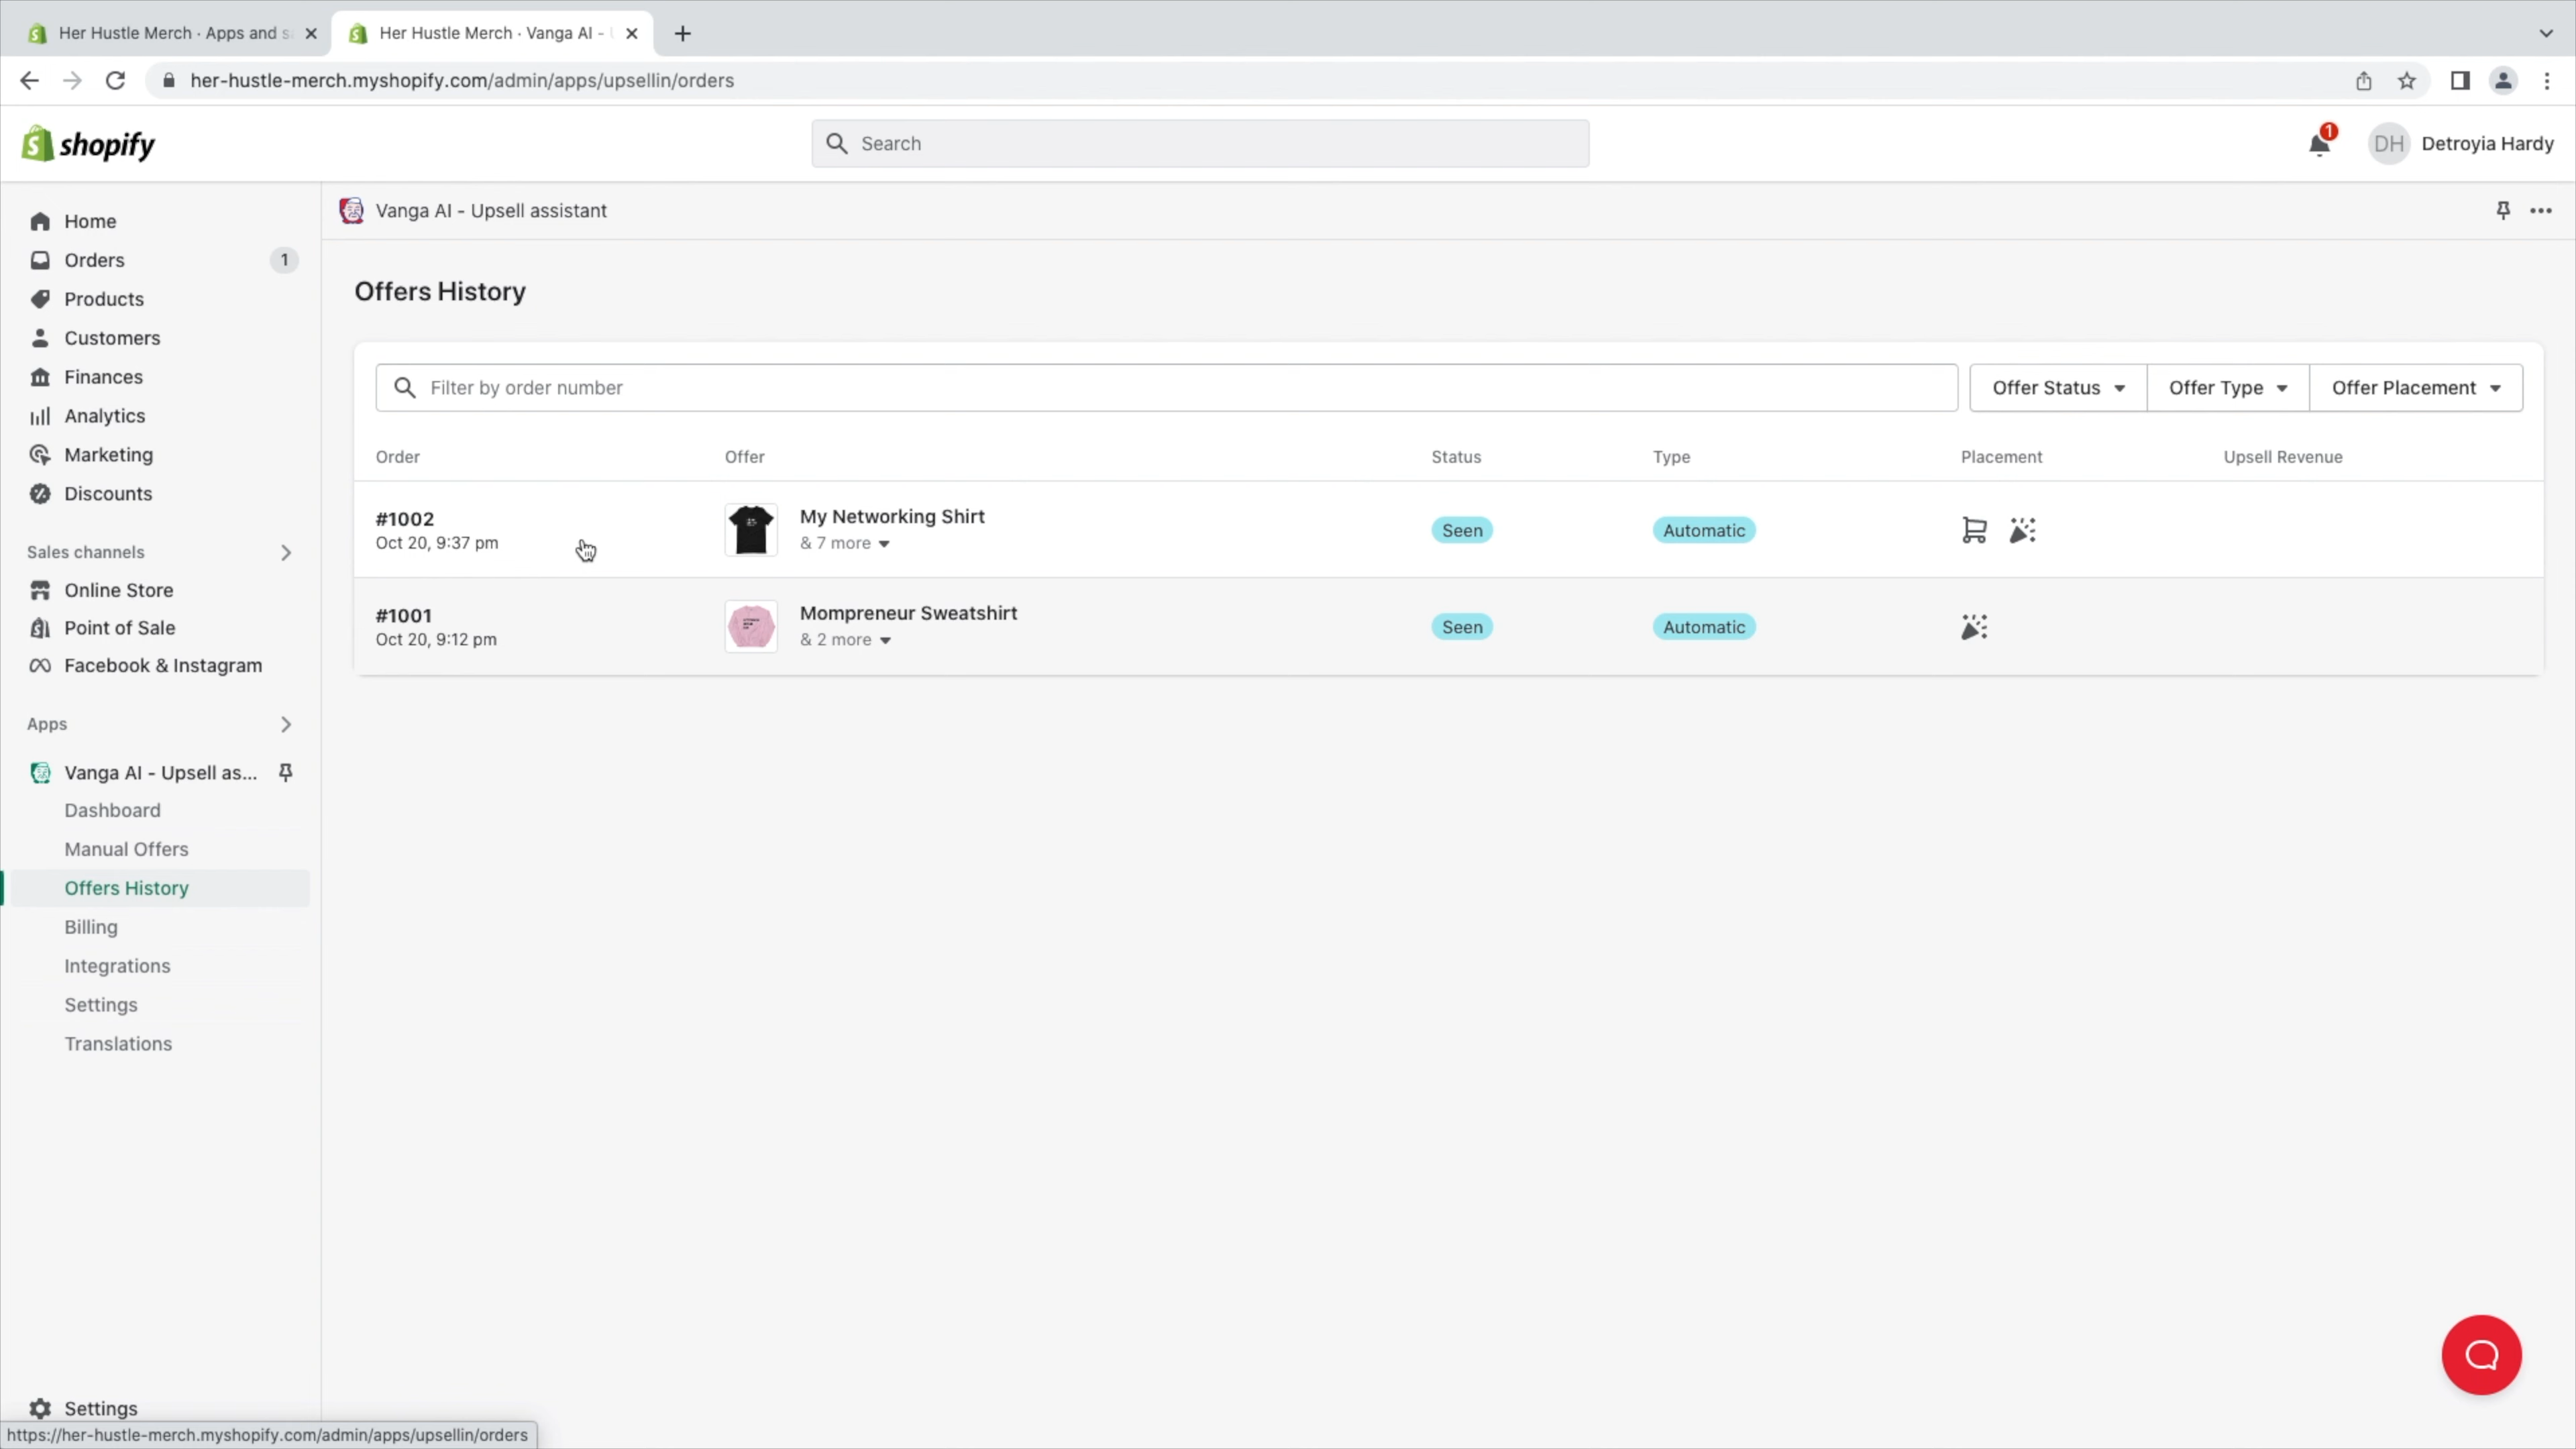 Her Hustle Merch · Apps and s
Her Hustle Merch · Vanga AI -
her-hustle-merch.myshopify.com/admin/apps/upsellin/orders
shopify
Search
1
DH
Detroyia Hardy
Home
Orders
1
Products
Customers
Finances
Analytics
Marketing
Discounts
Sales channels
Online Store
Point of Sale
Facebook & Instagram
Apps
Vanga AI - Upsell as...
Dashboard
Manual Offers
Offers History
Billing
Integrations
Settings
Translations
Settings
https://her-hustle-merch.myshopify.com/admin/apps/upsellin/orders
Vanga AI - Upsell assistant
Offers History
Filter by order number
Offer Status
Offer Type
Offer Placement
Order
Offer
Status
Type
Placement
Upsell Revenue
#1002
Oct 20, 9:37 pm
My Networking Shirt
& 7 more
Seen
Automatic
#1001
Oct 20, 9:12 pm
Mompreneur Sweatshirt
& 2 more
Seen
Automatic